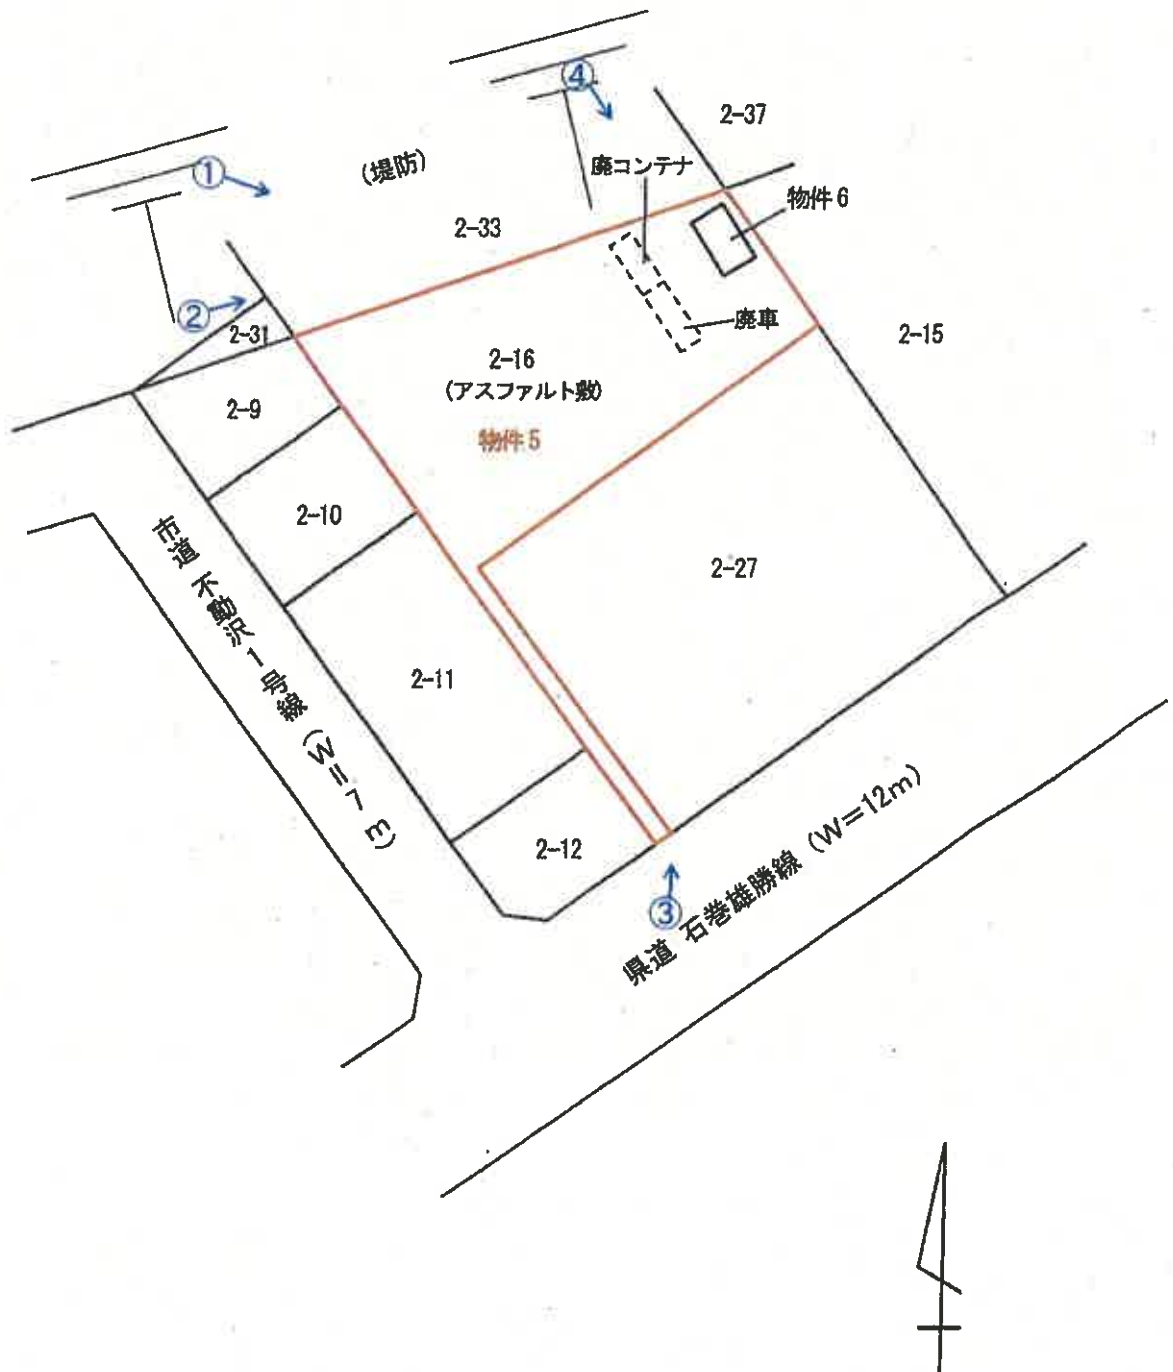 ④
2-37
(堤防)
①
廃コンテナ
物件6
2-33
②
2-31
廃車
2-15
2-16
(アスファルト敷)
2-9
物件5
2-10
市道 不動沢1号線(W=7m)
2-27
2-11
2-12
③
県道 石巻雄勝線(W=12m)